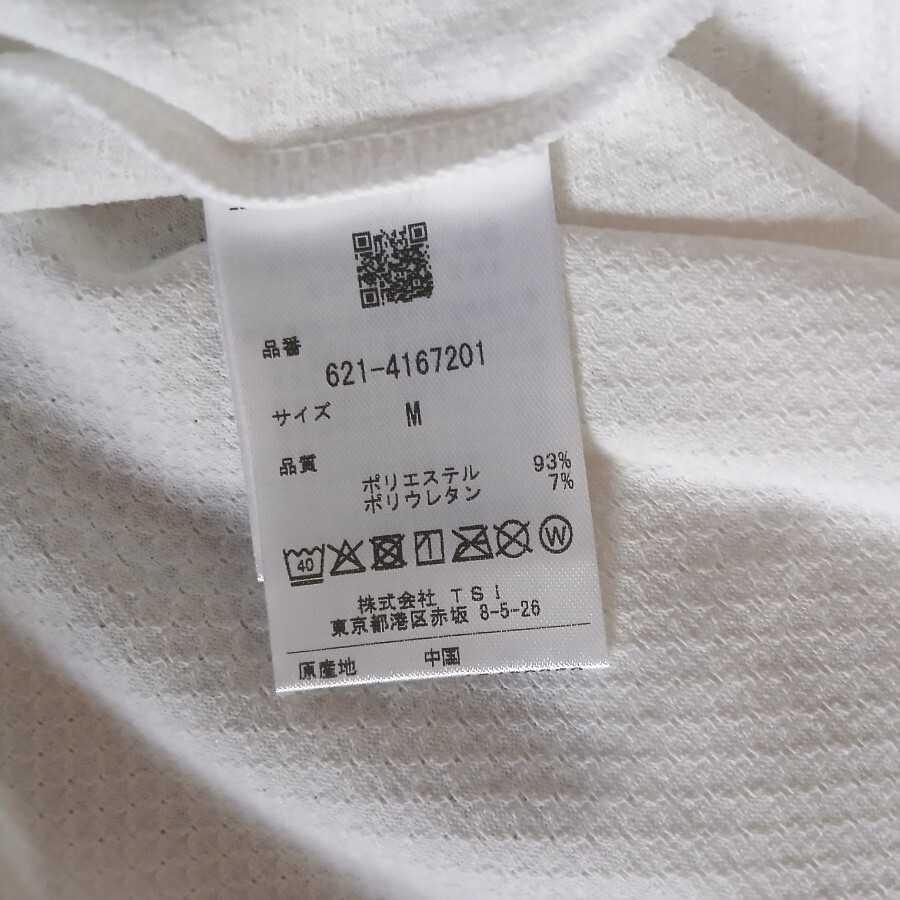 品番
621-4167201
サイズ M
品質
ポリエステル 93%
ポリウレタン 7%
40 W
株式会社 TSI
東京都港区赤坂 8-5-26
原産地 中国